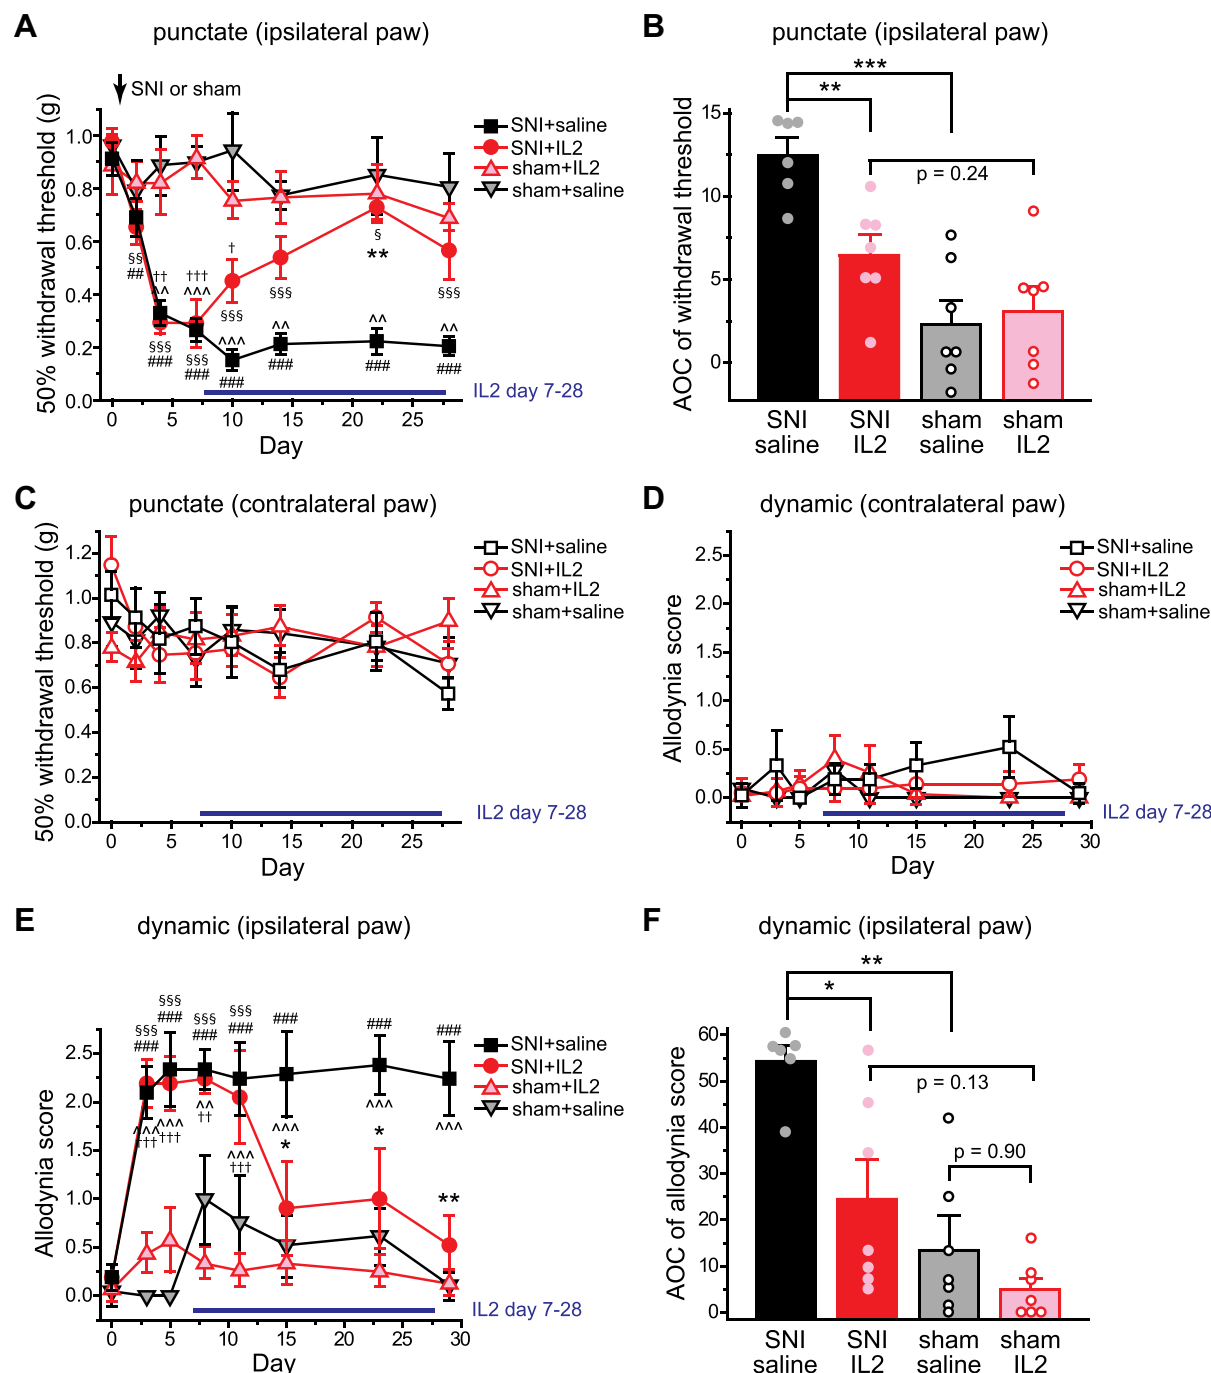 A
punctate (ipsilateral paw)
SNI or sham
50% withdrawal threshold (g)
1.0
0.8
0.6
0.4
0.2
0.0
0
5
10
15
20
25
Day
SNI+saline
SNI+IL2
sham+IL2
sham+saline
§§
##
††
^^
†††
^^^
†
§
**
§§§
###
§§§
###
§§§
^^^
###
§§§
^^
###
^^
###
§§§
^^
###
IL2 day 7-28
B
punctate (ipsilateral paw)
***
**
p = 0.24
AOC of withdrawal threshold
15
10
5
0
SNI
saline
SNI
IL2
sham
saline
sham
IL2
C
punctate (contralateral paw)
50% withdrawal threshold (g)
1.2
1.0
0.8
0.6
0.4
0.2
0.0
0
5
10
15
20
25
Day
SNI+saline
SNI+IL2
sham+IL2
sham+saline
IL2 day 7-28
D
dynamic (contralateral paw)
Allodynia score
2.5
2.0
1.5
1.0
0.5
0.0
0
5
10
15
20
25
30
Day
SNI+saline
SNI+IL2
sham+IL2
sham+saline
IL2 day 7-28
E
dynamic (ipsilateral paw)
Allodynia score
2.5
2.0
1.5
1.0
0.5
0.0
0
5
10
15
20
25
30
Day
§§§
###
§§§
###
§§§
###
§§§
###
###
###
###
^^^
†††
^^^
†††
^^
††
^^^
†††
^^^
*
^^^
*
^^^
**
SNI+saline
SNI+IL2
sham+IL2
sham+saline
IL2 day 7-28
F
dynamic (ipsilateral paw)
**
*
p = 0.13
p = 0.90
AOC of allodynia score
60
50
40
30
20
10
0
SNI
saline
SNI
IL2
sham
saline
sham
IL2